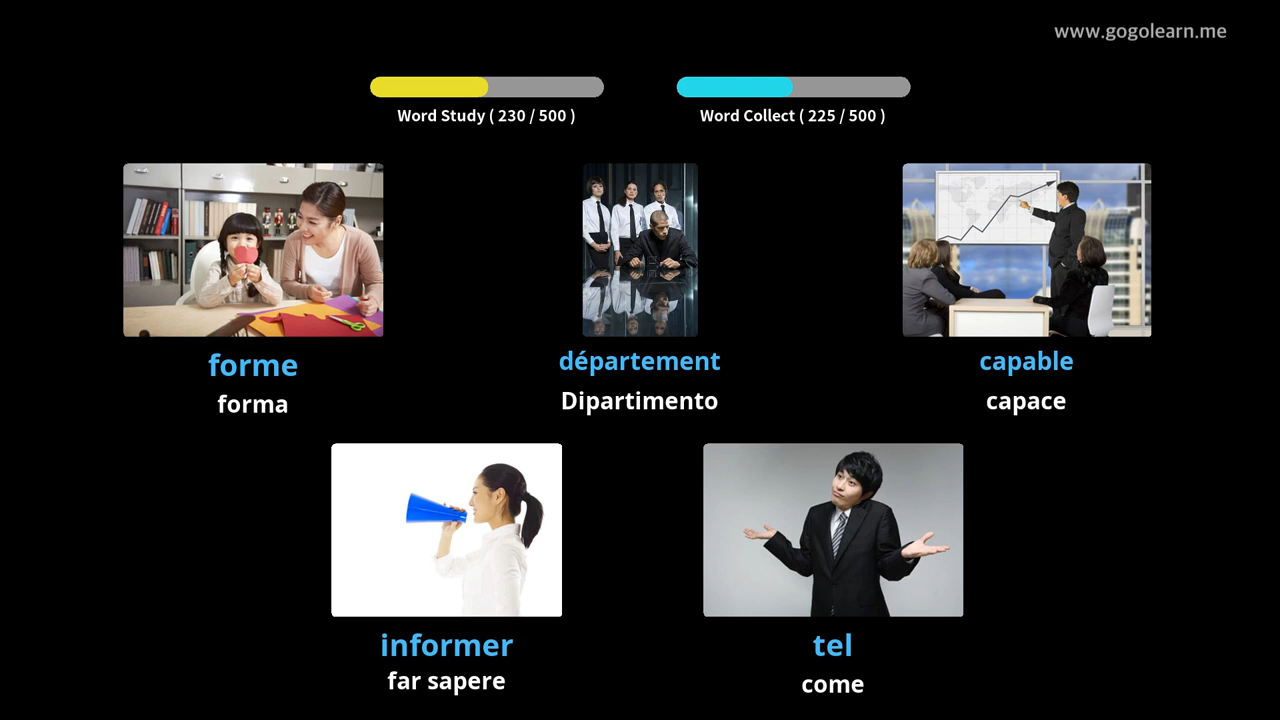 www.gogolearn.me
Word Study ( 230 / 500 )
Word Collect ( 225 / 500 )
forme
forma
département
Dipartimento
capable
capace
informer
far sapere
tel
come